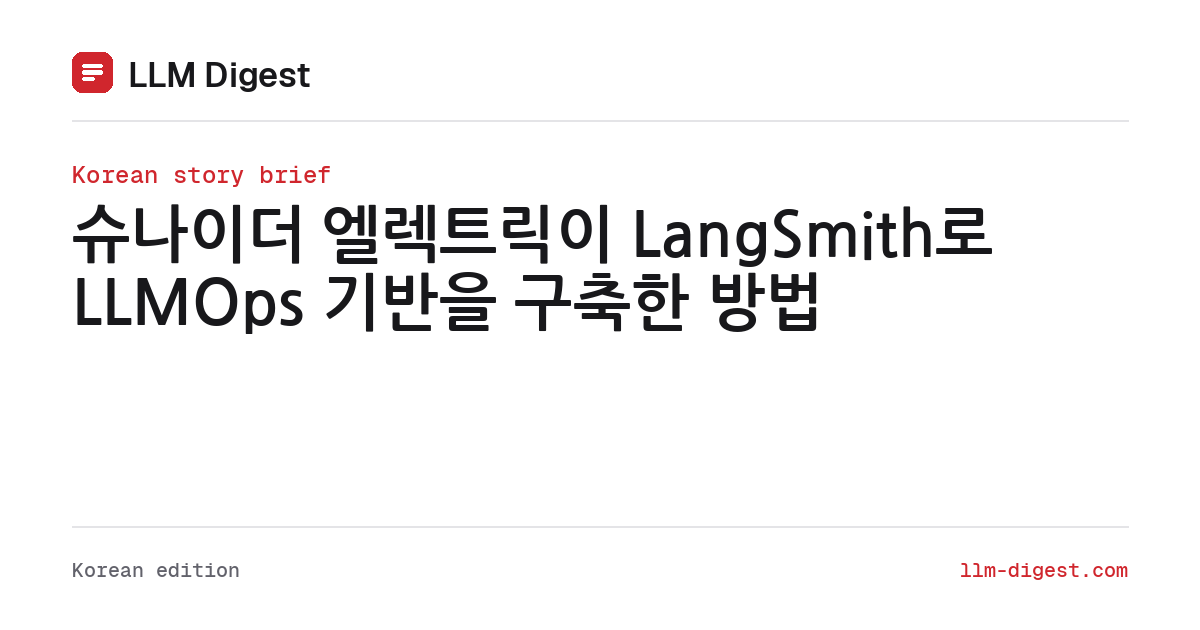 LLM Digest
Korean story brief
슈나이더 엘렉트릭이 LangSmith로
LLMOps 기반을 구축한 방법
Korean edition
llm-digest.com